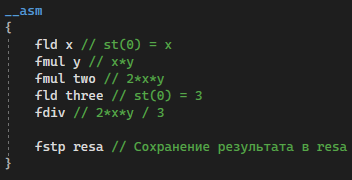 __asm
{
fld x // st(0) = x
fmul y // x*y
fmul two // 2*x*y
fld three // st(0) = 3
fdiv // 2*x*y / 3
fstp resa // Сохранение результата в resa
}